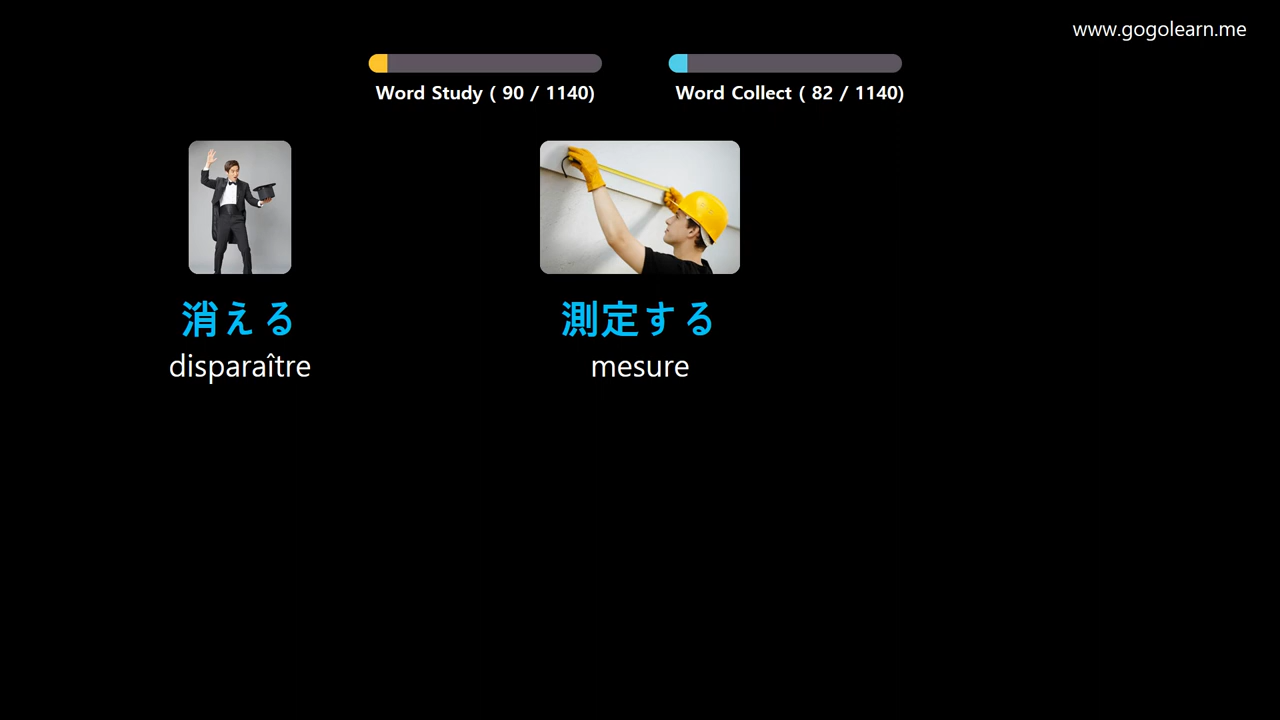 www.gogolearn.me
Word Study ( 90 / 1140)
Word Collect ( 82 / 1140)
消える
disparaître
測定する
mesure